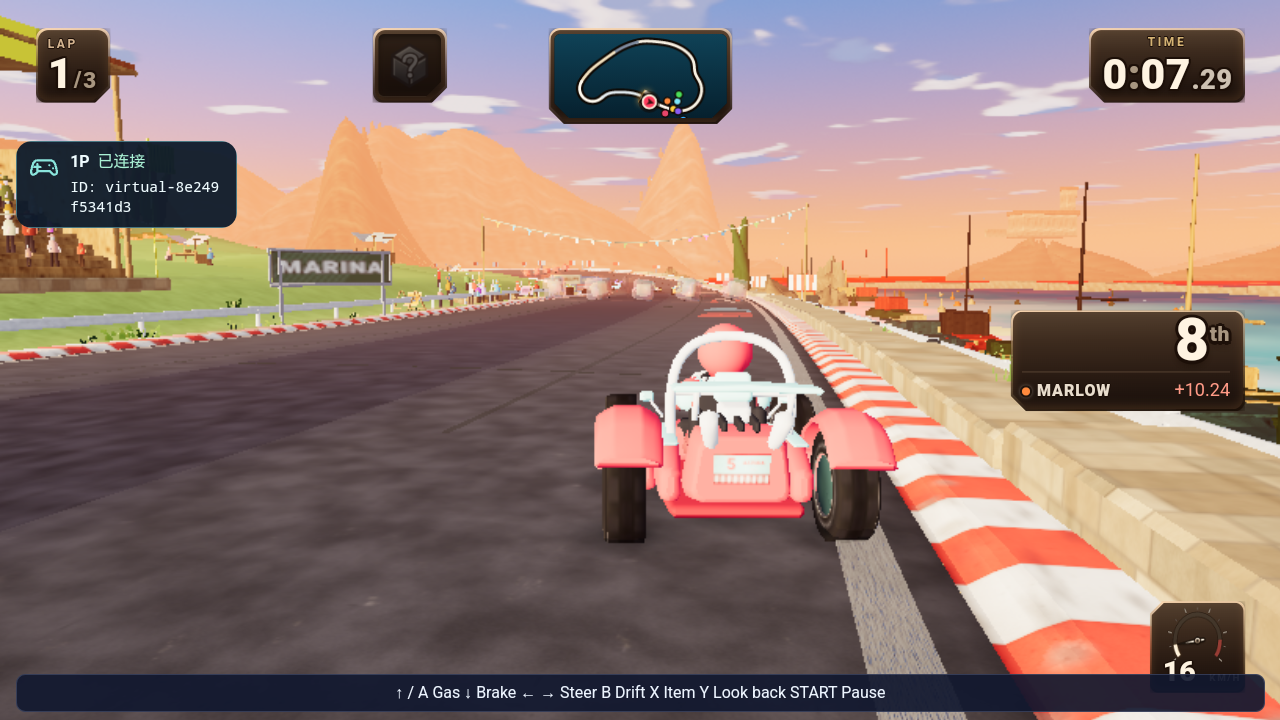 LAP
1/3
TIME
0:07.29
1P 已连接
ID: virtual-8e249
f5341d3
MARINA
8th
MARLOW +10.24
5
16
↑ / A Gas ↓ Brake ← → Steer B Drift X Item Y Look back START Pause